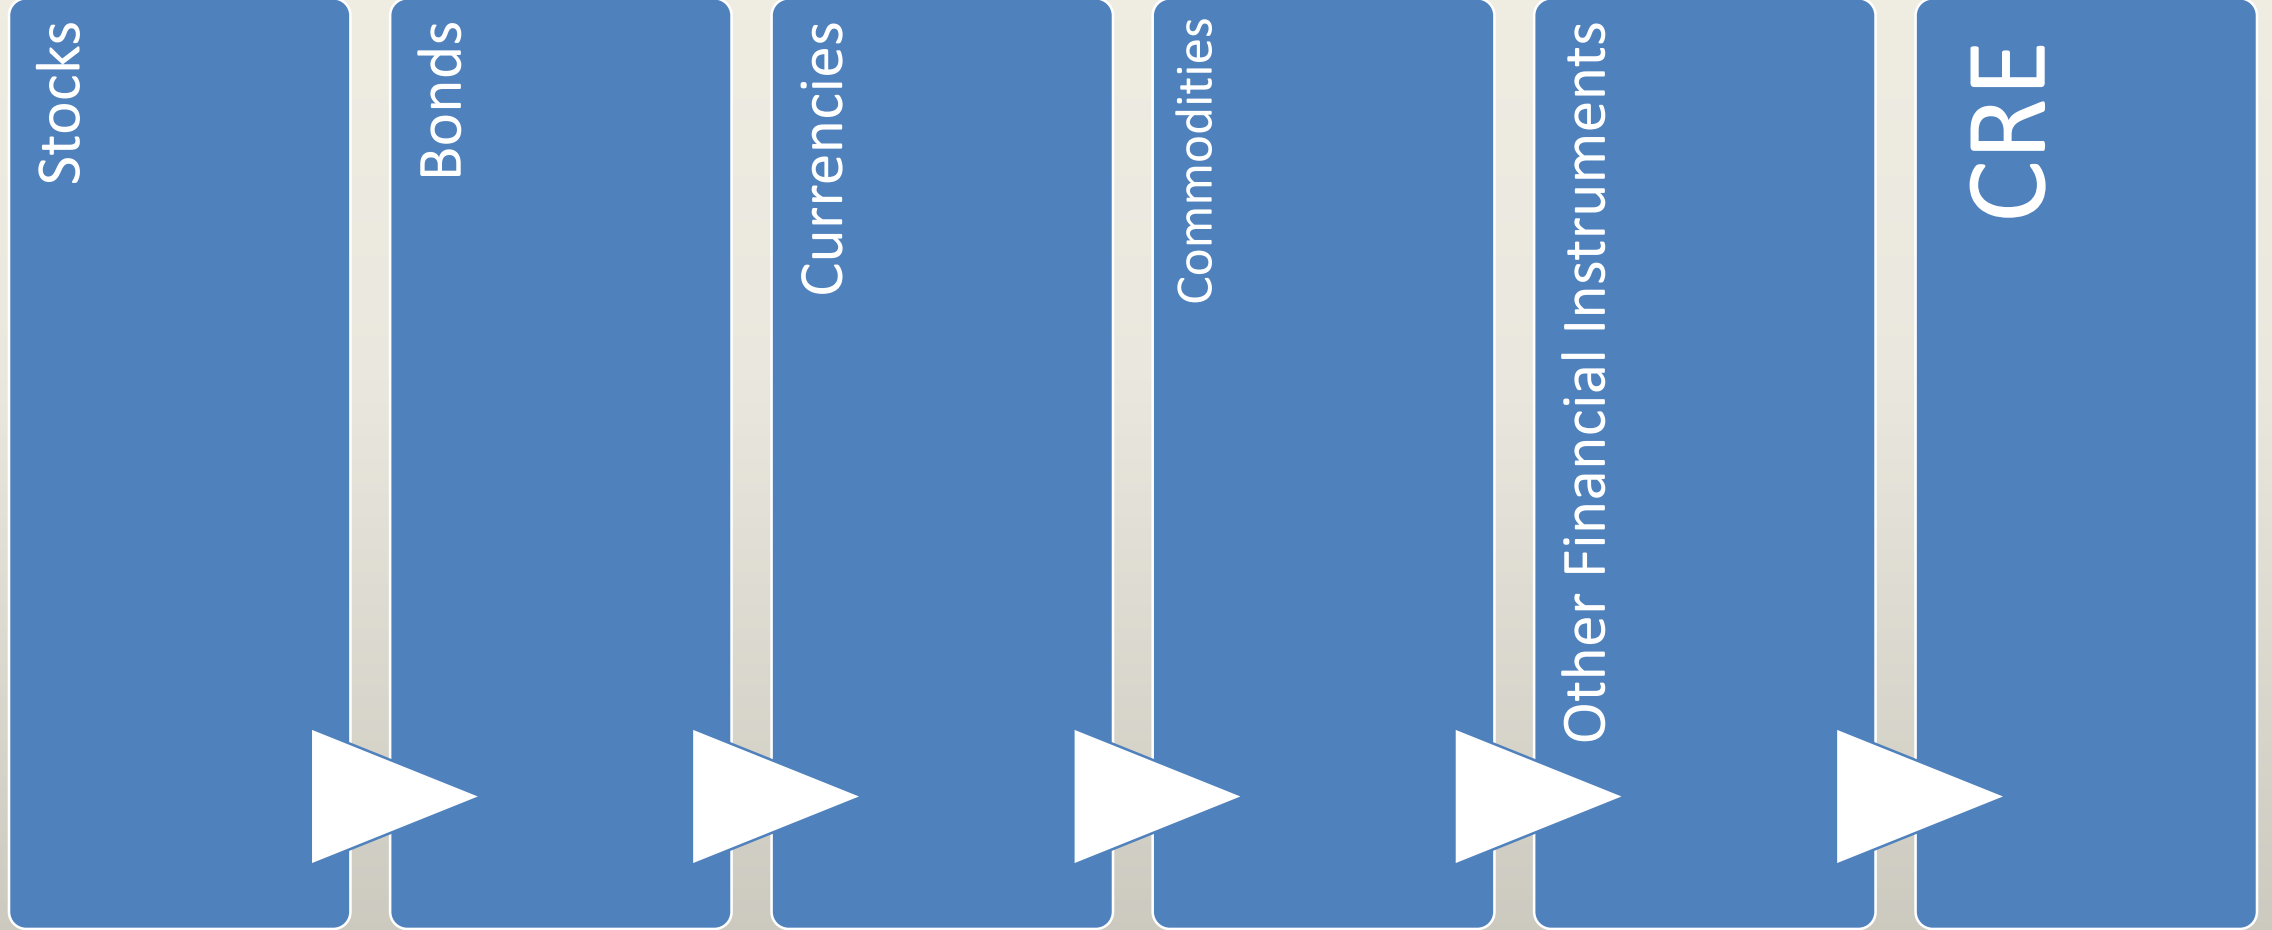 Stocks
Bonds
Currencies
Commodities
Other Financial Instruments
CRE